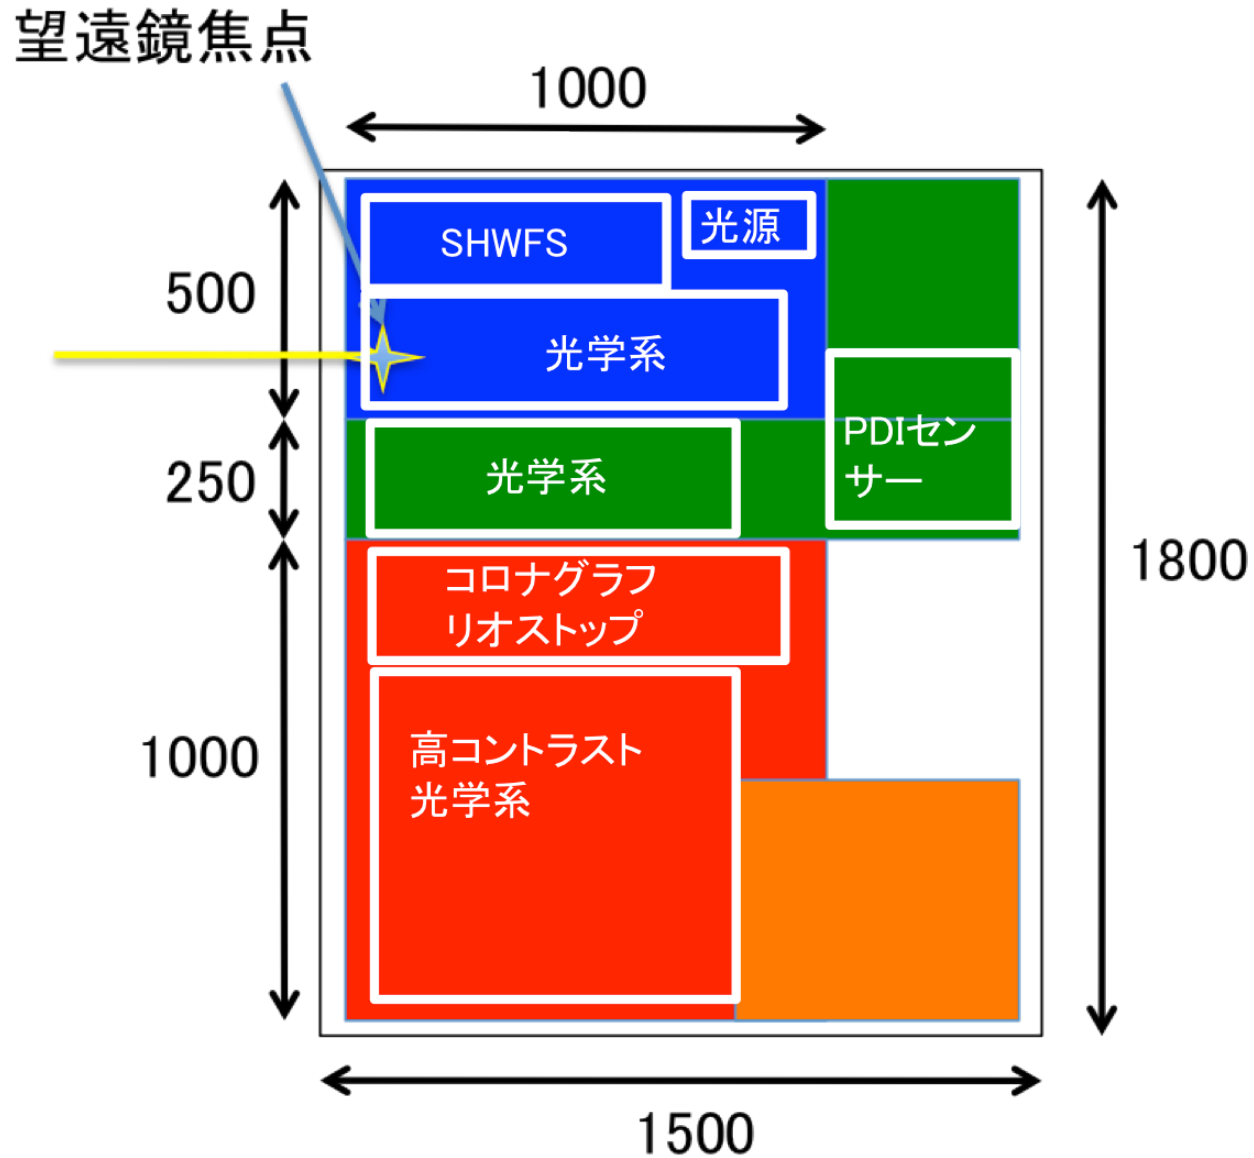 望遠鏡焦点
1000
SHWFS
光源
500
光学系
PDIセン
サー
250
光学系
1800
コロナグラフ
リオストップ
1000
高コントラスト
光学系
1500